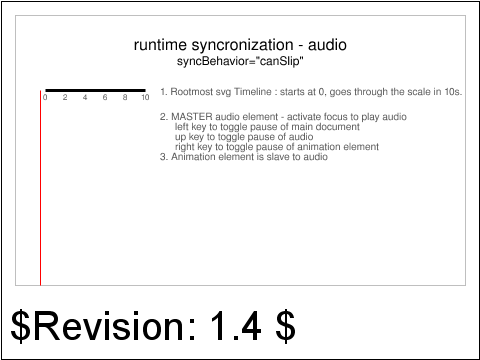 runtime syncronization - audio
syncBehavior="canSlip"
1. Rootmost svg Timeline : starts at 0, goes through the scale in 10s.
0 2 4 6 8 10
2. MASTER audio element - activate focus to play audio
left key to toggle pause of main document
up key to toggle pause of audio
right key to toggle pause of animation element
3. Animation element is slave to audio
$Revision: 1.4 $